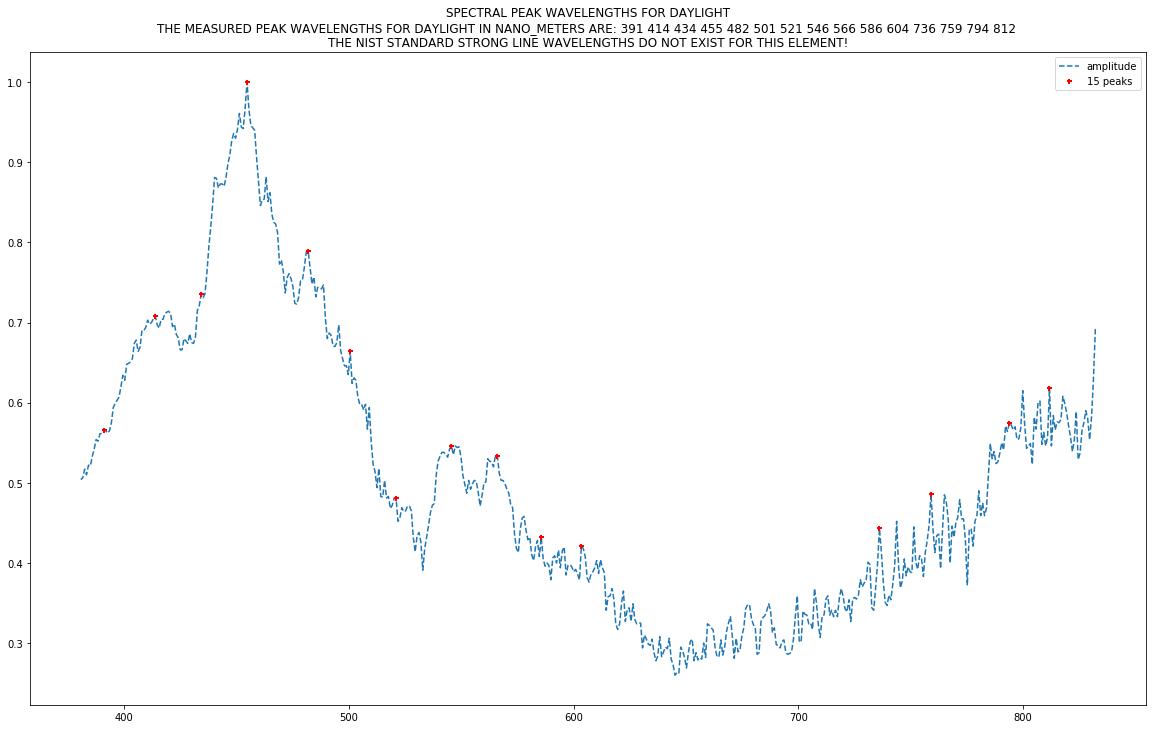 SPECTRAL PEAK WAVELENGTHS FOR DAYLIGHT
THE MEASURED PEAK WAVELENGTHS FOR DAYLIGHT IN NANO_METERS ARE: 391 414 434 455 482 501 521 546 566 586 604 736 759 794 812
THE NIST STANDARD STRONG LINE WAVELENGTHS DO NOT EXIST FOR THIS ELEMENT!
amplitude
15 peaks
1.0
0.9
0.8
0.7
0.6
0.5
0.4
0.3
400 500 600 700 800